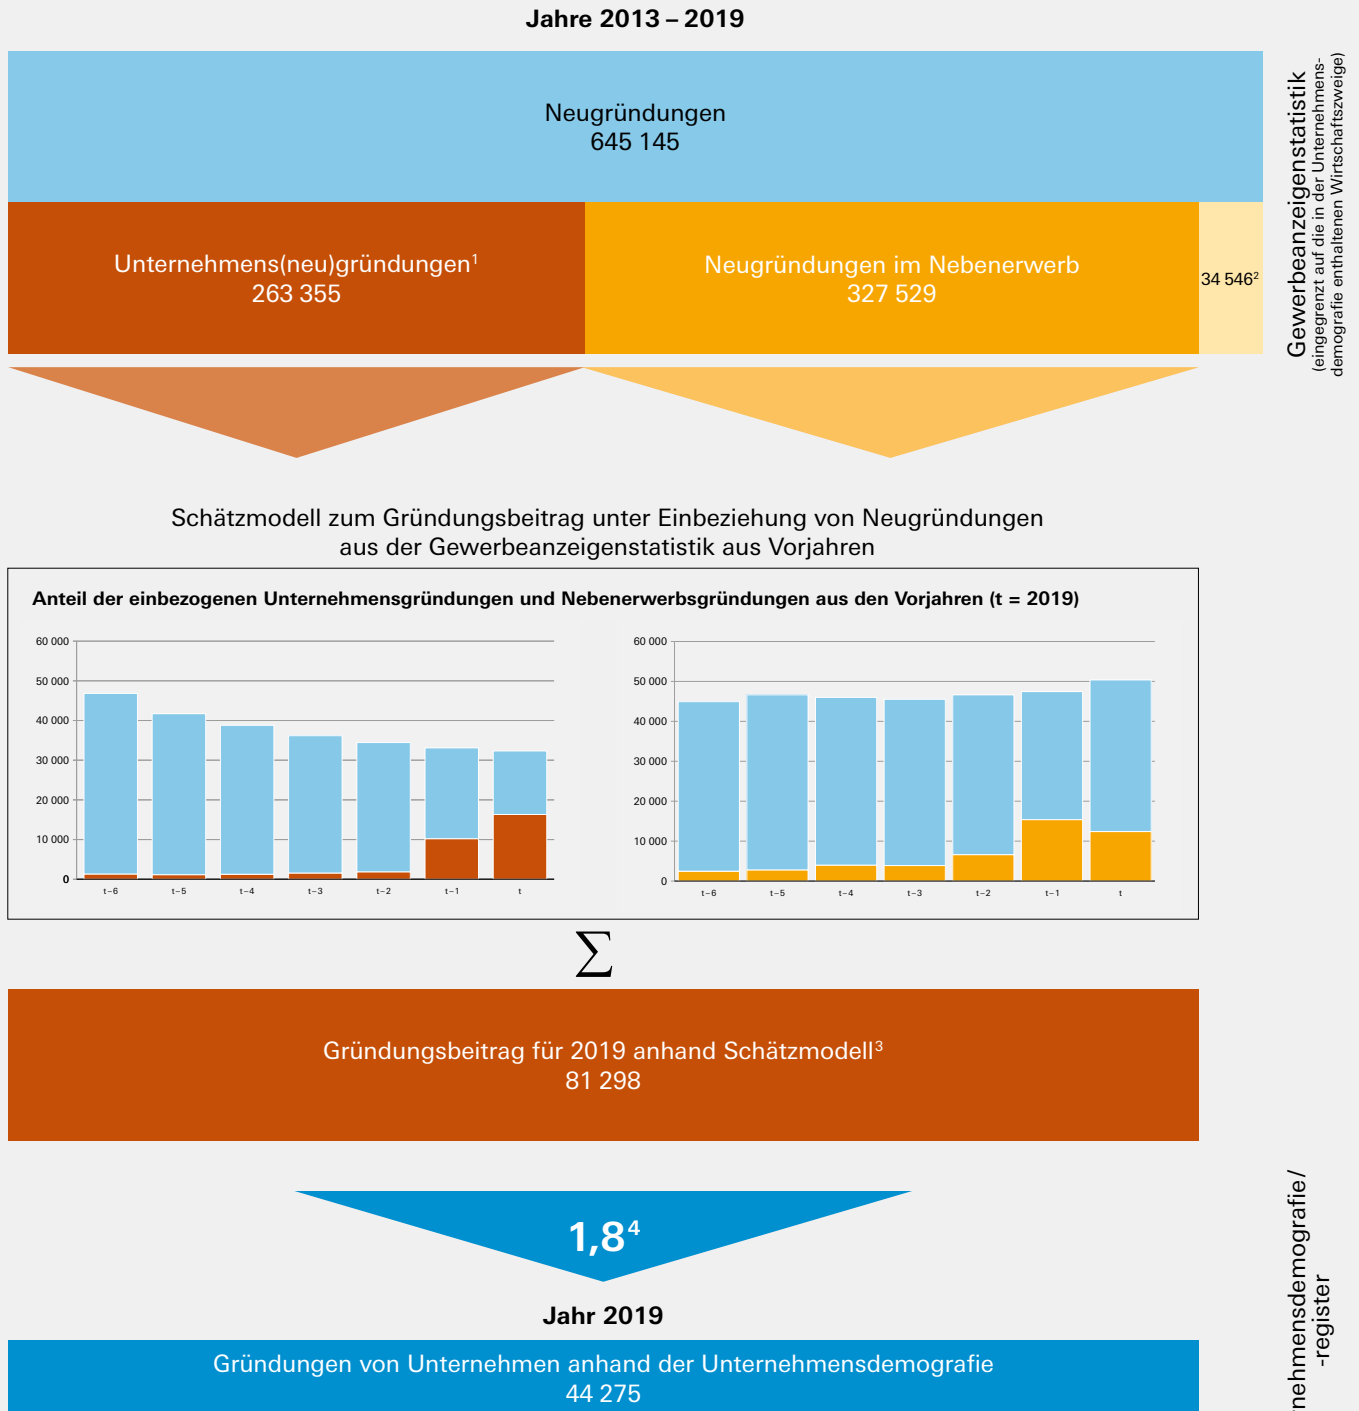 Jahre 2013 – 2019
Neugründungen
645 145
Unternehmens(neu)gründungen¹
263 355
Neugründungen im Nebenerwerb
327 529
34 546²
Gewerbeanzeigenstatistik
(eingegrenzt auf die in der Unternehmens-
demografie enthaltenen Wirtschaftszweige)
Schätzmodell zum Gründungsbeitrag unter Einbeziehung von Neugründungen
aus der Gewerbeanzeigenstatistik aus Vorjahren
Anteil der einbezogenen Unternehmensgründungen und Nebenerwerbsgründungen aus den Vorjahren (t = 2019)
60 000
50 000
40 000
30 000
20 000
10 000
0
t–6 t–5 t–4 t–3 t–2 t–1 t
60 000
50 000
40 000
30 000
20 000
10 000
0
t–6 t–5 t–4 t–3 t–2 t–1 t
∑
Gründungsbeitrag für 2019 anhand Schätzmodell³
81 298
1,8⁴
Jahr 2019
Gründungen von Unternehmen anhand der Unternehmensdemografie
44 275
rnehmensdemografie/
-register